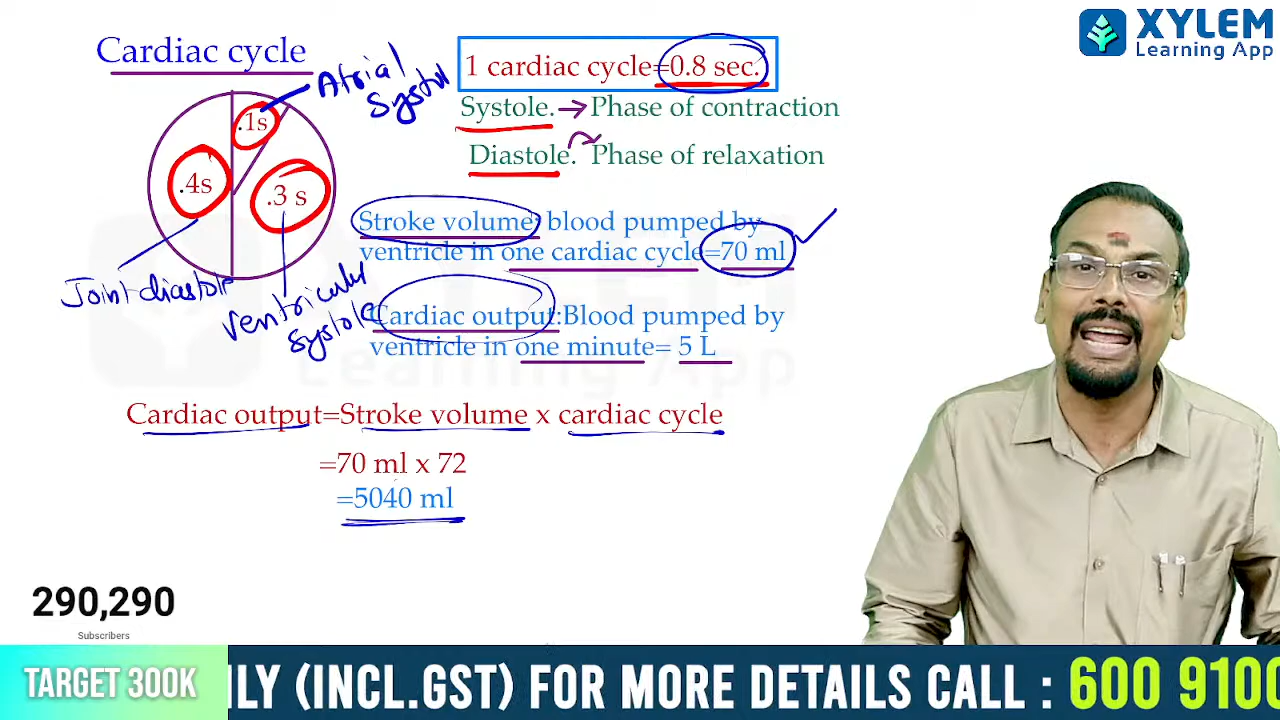 XYLEM
Learning App
Cardiac cycle
Atrial
Systol
.1s
.4s
.3 s
Joint diastole
Ventricular
Systole
1 cardiac cycle=0.8 sec.
Systole. → Phase of contraction
Diastole. Phase of relaxation
Stroke volume: blood pumped by
ventricle in one cardiac cycle=70 ml
Cardiac output:Blood pumped by
ventricle in one minute= 5 L
Cardiac output=Stroke volume x cardiac cycle
=70 ml x 72
=5040 ml
290,290
Subscribers
TARGET 300K
NLY (INCL.GST) FOR MORE DETAILS CALL : 600 9100